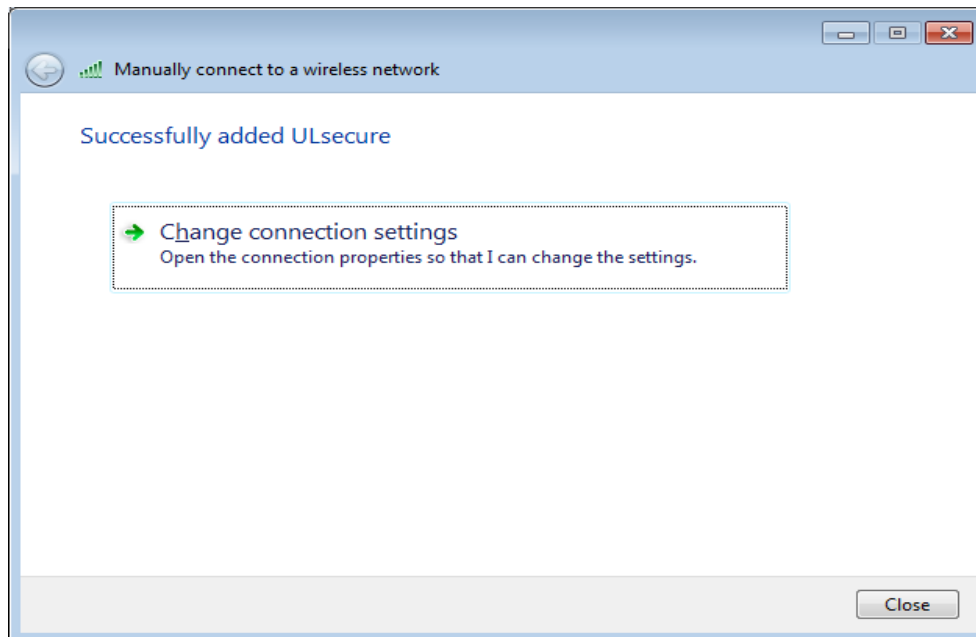 Manually connect to a wireless network
Successfully added ULsecure
Change connection settings
Open the connection properties so that I can change the settings.
Close